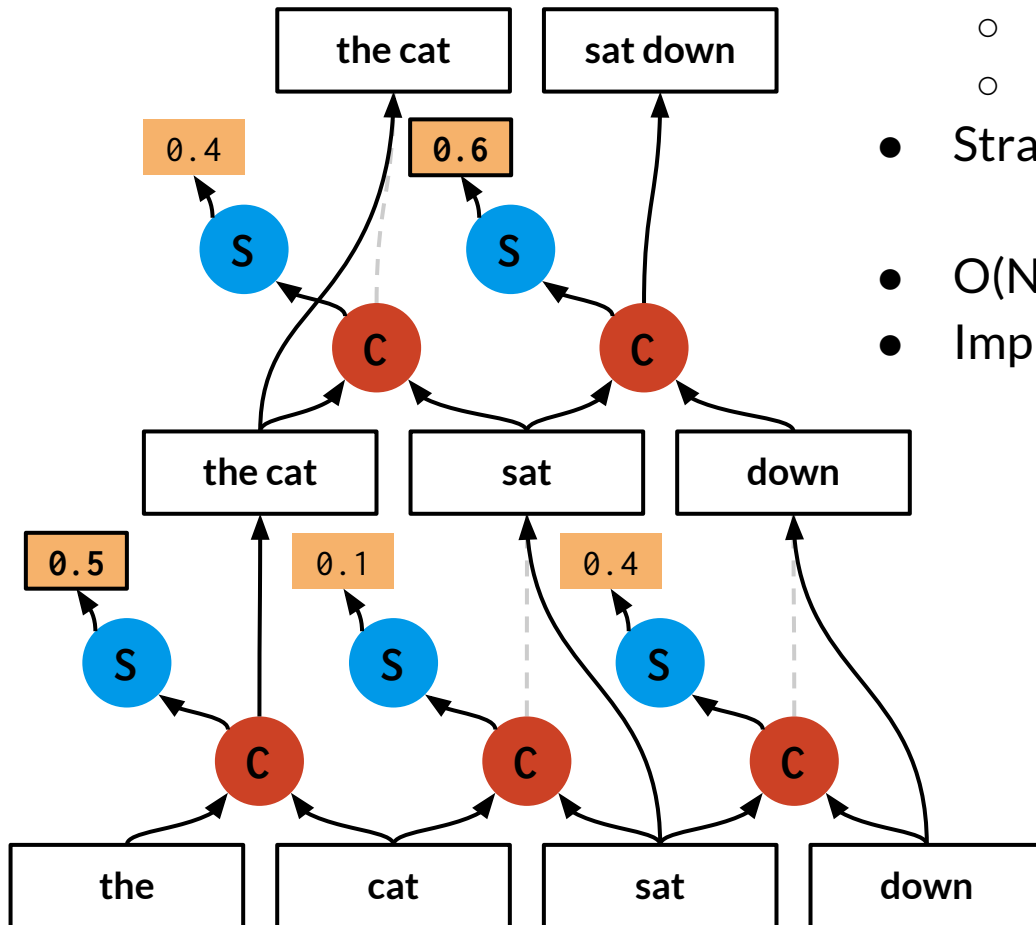 the cat sat down
0.4 0.6
S S
C C
the cat sat down
0.5 0.1 0.4
S S S
C C C
the cat sat down
Stra
O(N
Imp